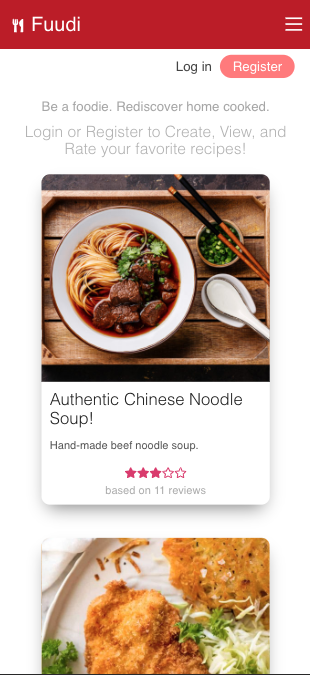 Fuudi
Log in
Register
Be a foodie. Rediscover home cooked.
Login or Register to Create, View, and
Rate your favorite recipes!
Authentic Chinese Noodle
Soup!
Hand-made beef noodle soup.
based on 11 reviews